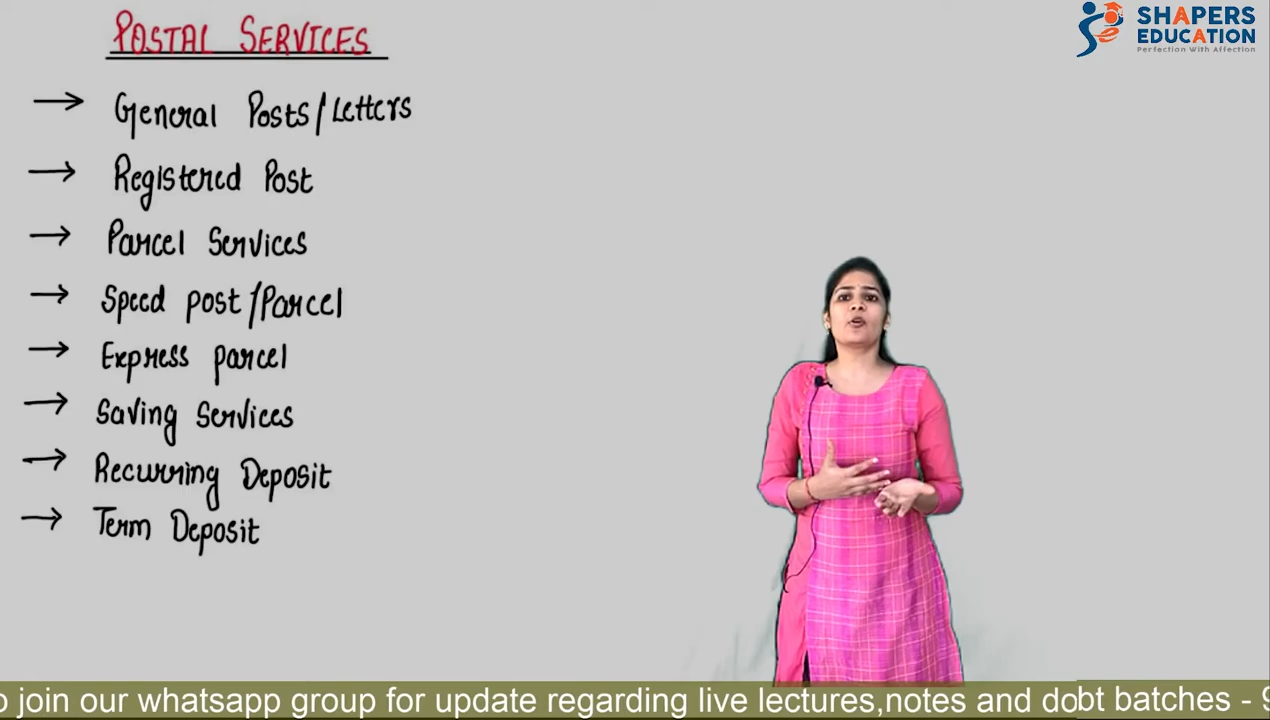 POSTAL SERVICES
SHAPERS
EDUCATION
Perfection With Affection
→ General Posts/Letters
→ Registered Post
→ Parcel Services
→ Speed post/Parcel
→ Express parcel
→ Saving Services
→ Recurring Deposit
→ Term Deposit
o join our whatsapp group for update regarding live lectures,notes and dobt batches - 9